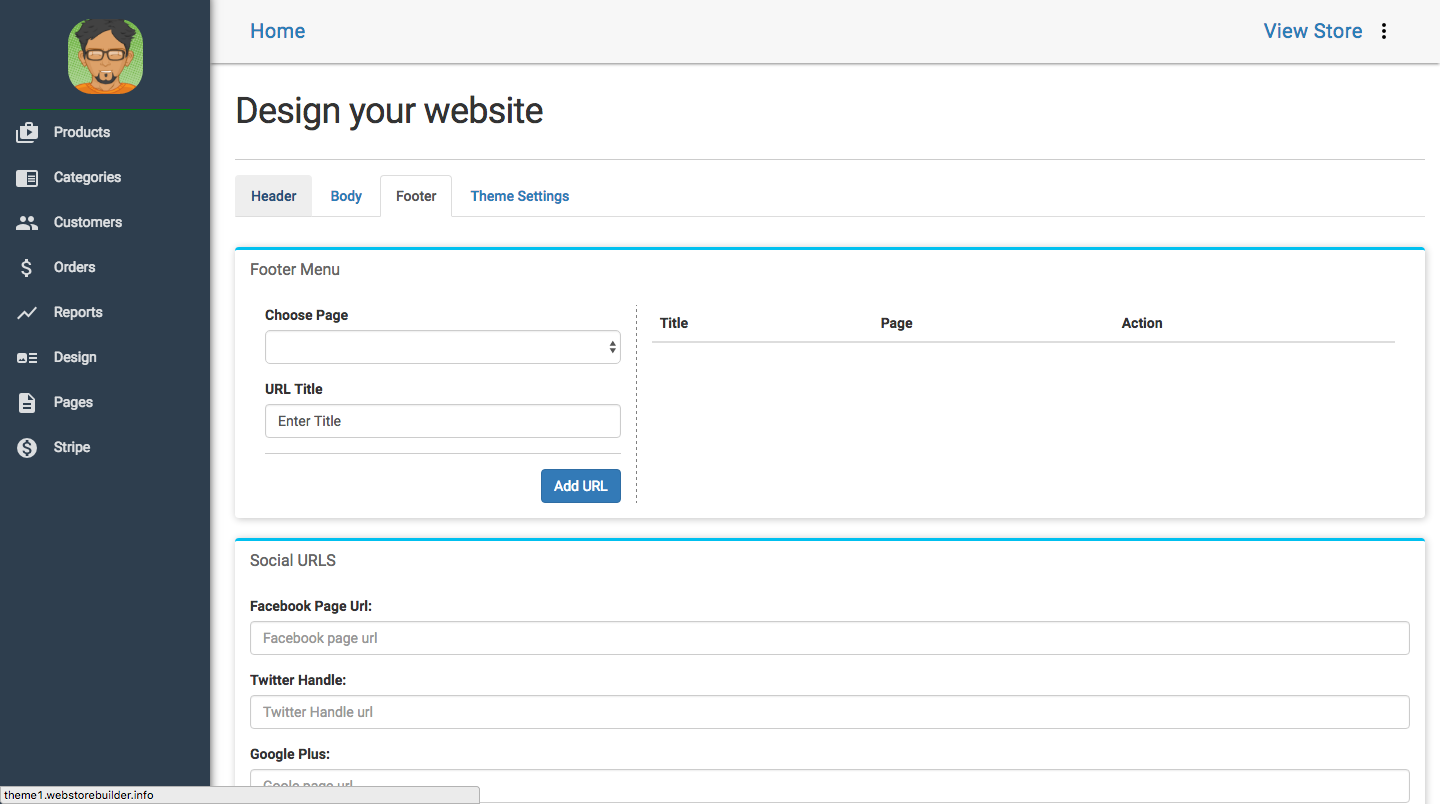 Home
View Store
Products
Categories
Customers
Orders
Reports
Design
Pages
Stripe
Design your website
Header Body Footer Theme Settings
Footer Menu
Choose Page
URL Title
Enter Title
Add URL
Title Page Action
Social URLS
Facebook Page Url:
Facebook page url
Twitter Handle:
Twitter Handle url
Google Plus:
Goole page url
theme1.webstorebuilder.info